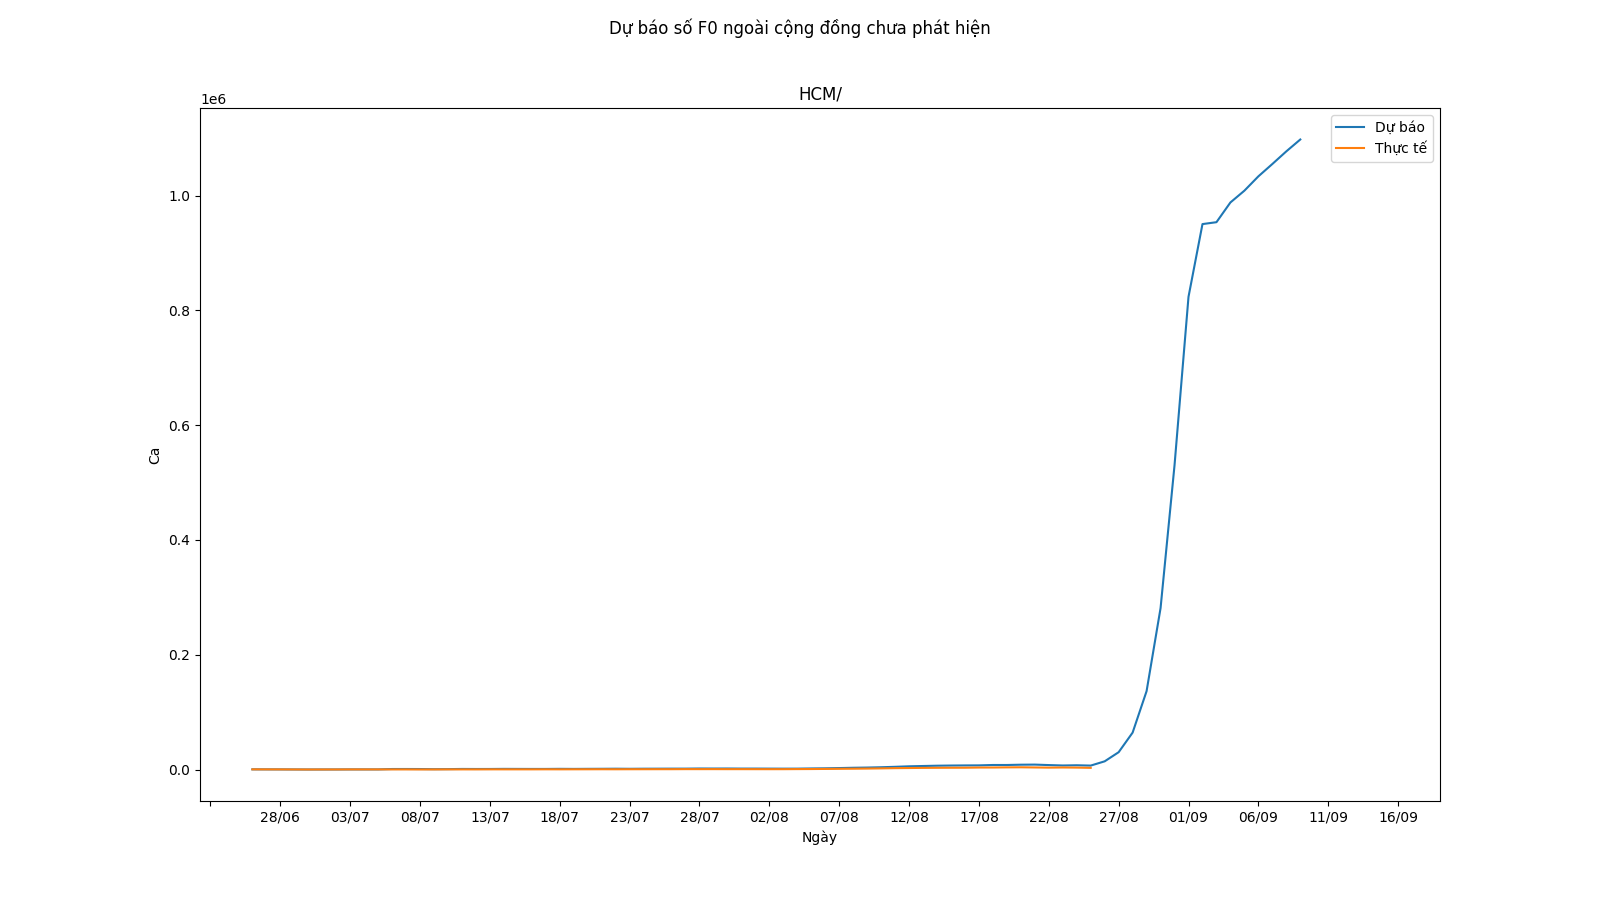 Dự báo số F0 ngoài cộng đồng chưa phát hiện
HCM/
1e6
Dự báo
Thực tế
1.0
0.8
0.6
0.4
0.2
0.0
Ca
28/06 03/07 08/07 13/07 18/07 23/07 28/07 02/08 07/08 12/08 17/08 22/08 27/08 01/09 06/09 11/09 16/09
Ngày